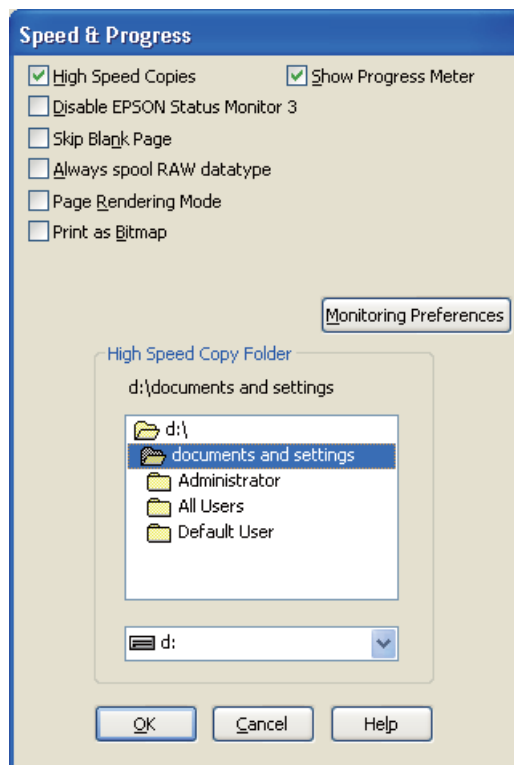 Speed & Progress
High Speed Copies
Show Progress Meter
Disable EPSON Status Monitor 3
Skip Blank Page
Always spool RAW datatype
Page Rendering Mode
Print as Bitmap
Monitoring Preferences
High Speed Copy Folder
d:\documents and settings
d:\
documents and settings
Administrator
All Users
Default User
d:
OK
Cancel
Help